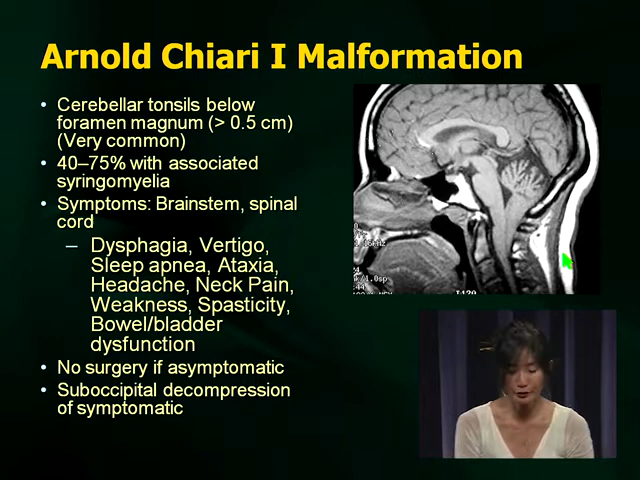 Arnold Chiari I Malformation
• Cerebellar tonsils below
foramen magnum (> 0.5 cm)
(Very common)
• 40–75% with associated
syringomyelia
• Symptoms: Brainstem, spinal
cord
– Dysphagia, Vertigo,
Sleep apnea, Ataxia,
Headache, Neck Pain,
Weakness, Spasticity,
Bowel/bladder
dysfunction
• No surgery if asymptomatic
• Suboccipital decompression
of symptomatic